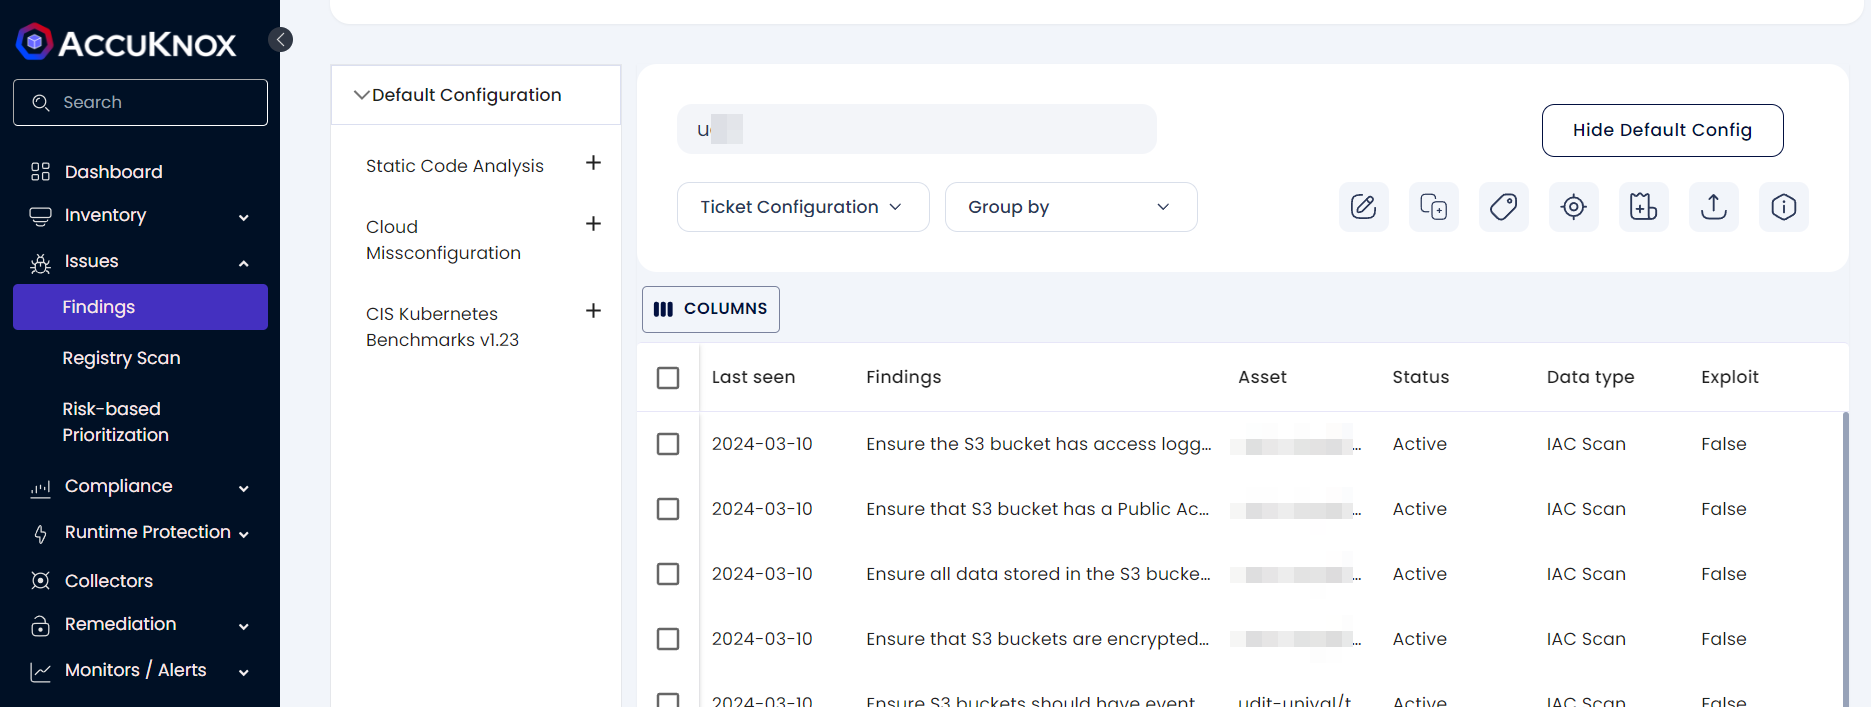 ACCUKNOX
Search
Dashboard
Inventory
Issues
Findings
Registry Scan
Risk-based
Prioritization
Compliance
Runtime Protection
Collectors
Remediation
Monitors / Alerts
Default Configuration
Static Code Analysis
Cloud
Missconfiguration
CIS Kubernetes
Benchmarks v1.23
u
Hide Default Config
Ticket Configuration
Group by
COLUMNS
Last seen Findings Asset Status Data type Exploit
2024-03-10 Ensure the S3 bucket has access logg... ... Active IAC Scan False
2024-03-10 Ensure that S3 bucket has a Public Ac... ... Active IAC Scan False
2024-03-10 Ensure all data stored in the S3 bucke... ... Active IAC Scan False
2024-03-10 Ensure that S3 buckets are encrypted... ... Active IAC Scan False
2024-03-10 Ensure S3 buckets should have event udit-unival/t Active IAC Scan False